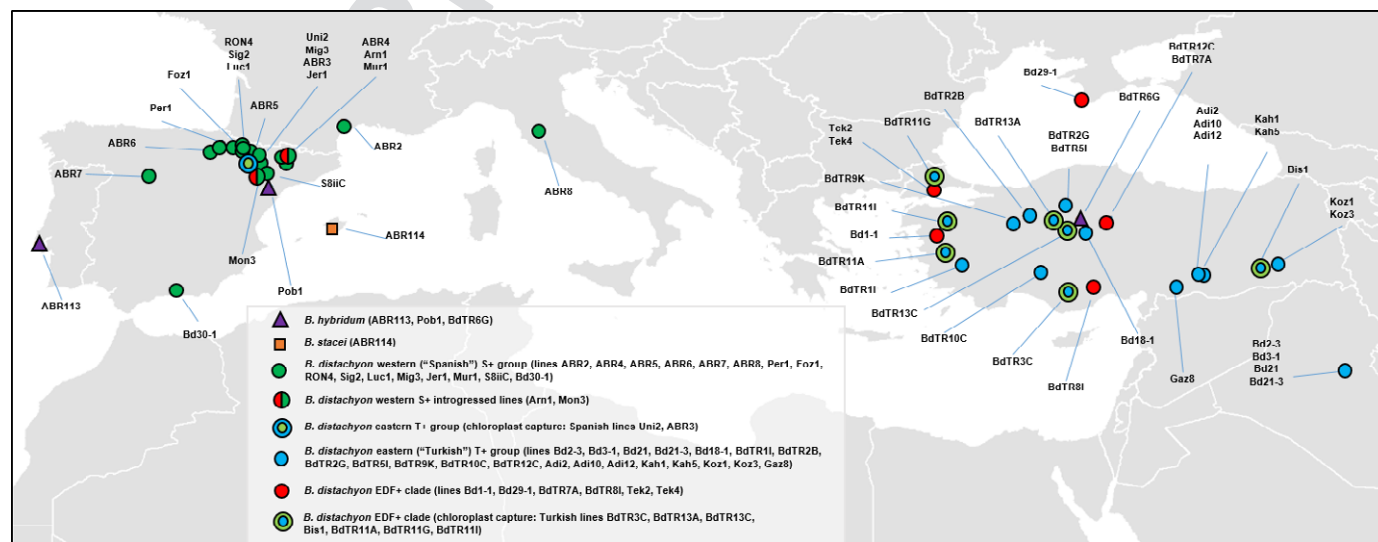 RON4
Sig2
Luc1
Uni2
Mig3
ABR3
Jer1
ABR4
Arn1
Mur1
Foz1
ABR5
Per1
ABR6
ABR2
ABR7
S8iiC
ABR8
ABR114
Mon3
Pob1
ABR113
Bd30-1
BdTR12C
BdTR7A
Bd29-1
BdTR2B
BdTR6G
Adi2
Adi10
Adi12
Kah1
Kah5
BdTR11G
BdTR13A
Tek2
Tek4
BdTR2G
BdTR5I
Bis1
BdTR9K
Koz1
Koz3
BdTR11I
Bd1-1
BdTR11A
BdTR1I
BdTR13C
BdTR10C
Bd18-1
BdTR3C
BdTR8I
Gaz8
Bd2-3
Bd3-1
Bd21
Bd21-3
B. hybridum (ABR113, Pob1, BdTR6G)
B. stacei (ABR114)
B. distachyon western (“Spanish”) S+ group (lines ABR2, ABR4, ABR5, ABR6, ABR7, ABR8, Per1, Foz1,
RON4, Sig2, Luc1, Mig3, Jer1, Mur1, S8iiC, Bd30-1)
B. distachyon western S+ introgressed lines (Arn1, Mon3)
B. distachyon eastern T+ group (chloroplast capture: Spanish lines Uni2, ABR3)
B. distachyon eastern (“Turkish”) T+ group (lines Bd2-3, Bd3-1, Bd21, Bd21-3, Bd18-1, BdTR1I, BdTR2B,
BdTR2G, BdTR5I, BdTR9K, BdTR10C, BdTR12C, Adi2, Adi10, Adi12, Kah1, Kah5, Koz1, Koz3, Gaz8)
B. distachyon EDF+ clade (lines Bd1-1, Bd29-1, BdTR7A, BdTR8I, Tek2, Tek4)
B. distachyon EDF+ clade (chloroplast capture: Turkish lines BdTR3C, BdTR13A, BdTR13C,
Bis1, BdTR11A, BdTR11G, BdTR11I)